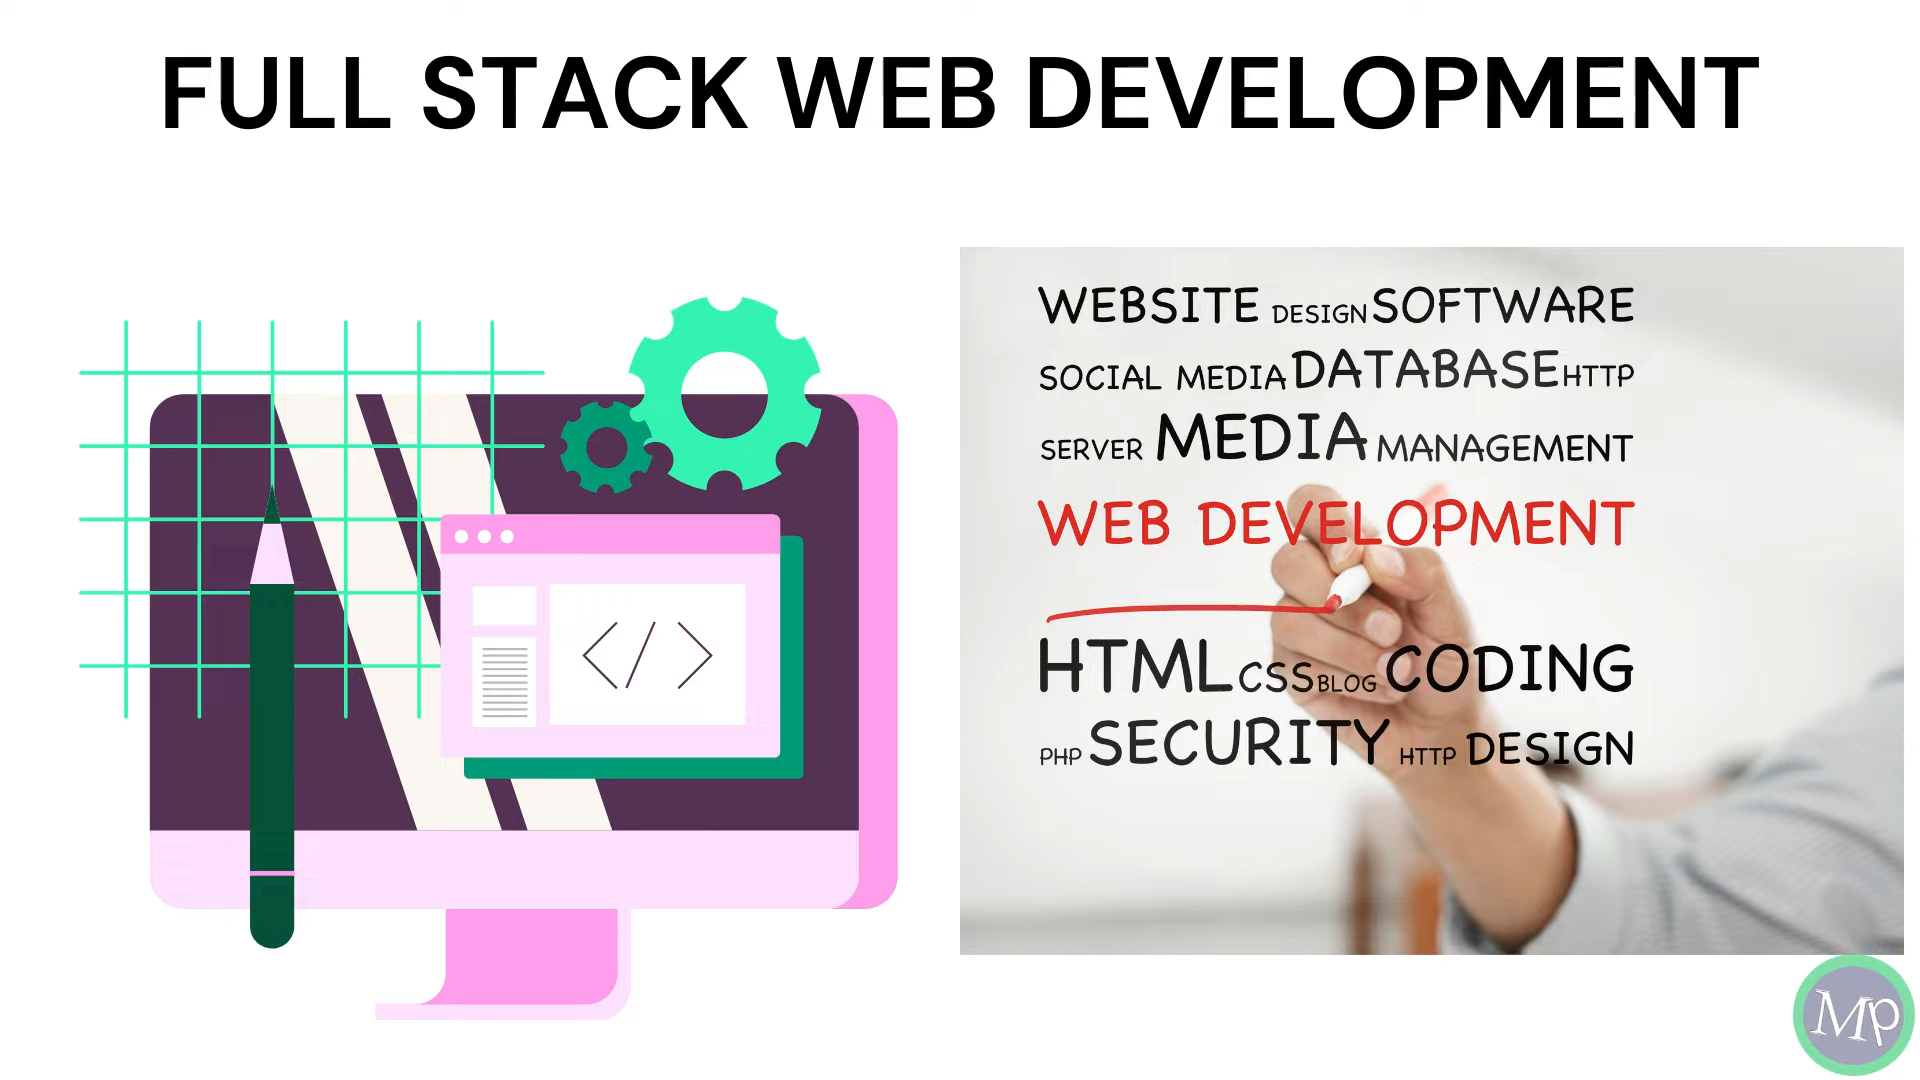 FULL STACK WEB DEVELOPMENT
</>
WEBSITE DESIGN SOFTWARE
SOCIAL MEDIA DATABASE HTTP
SERVER MEDIA MANAGEMENT
WEB DEVELOPMENT
HTML CSS BLOG CODING
PHP SECURITY HTTP DESIGN
Mp